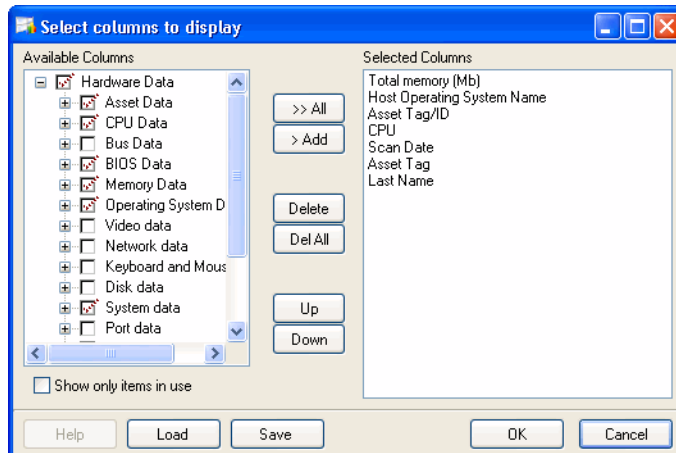 Select columns to display
Available Columns
Hardware Data
Asset Data
CPU Data
Bus Data
BIOS Data
Memory Data
Operating System D
Video data
Network data
Keyboard and Mous
Disk data
System data
Port data
Show only items in use
>> All
> Add
Delete
Del All
Up
Down
Selected Columns
Total memory (Mb)
Host Operating System Name
Asset Tag/ID
CPU
Scan Date
Asset Tag
Last Name
Help
Load
Save
OK
Cancel